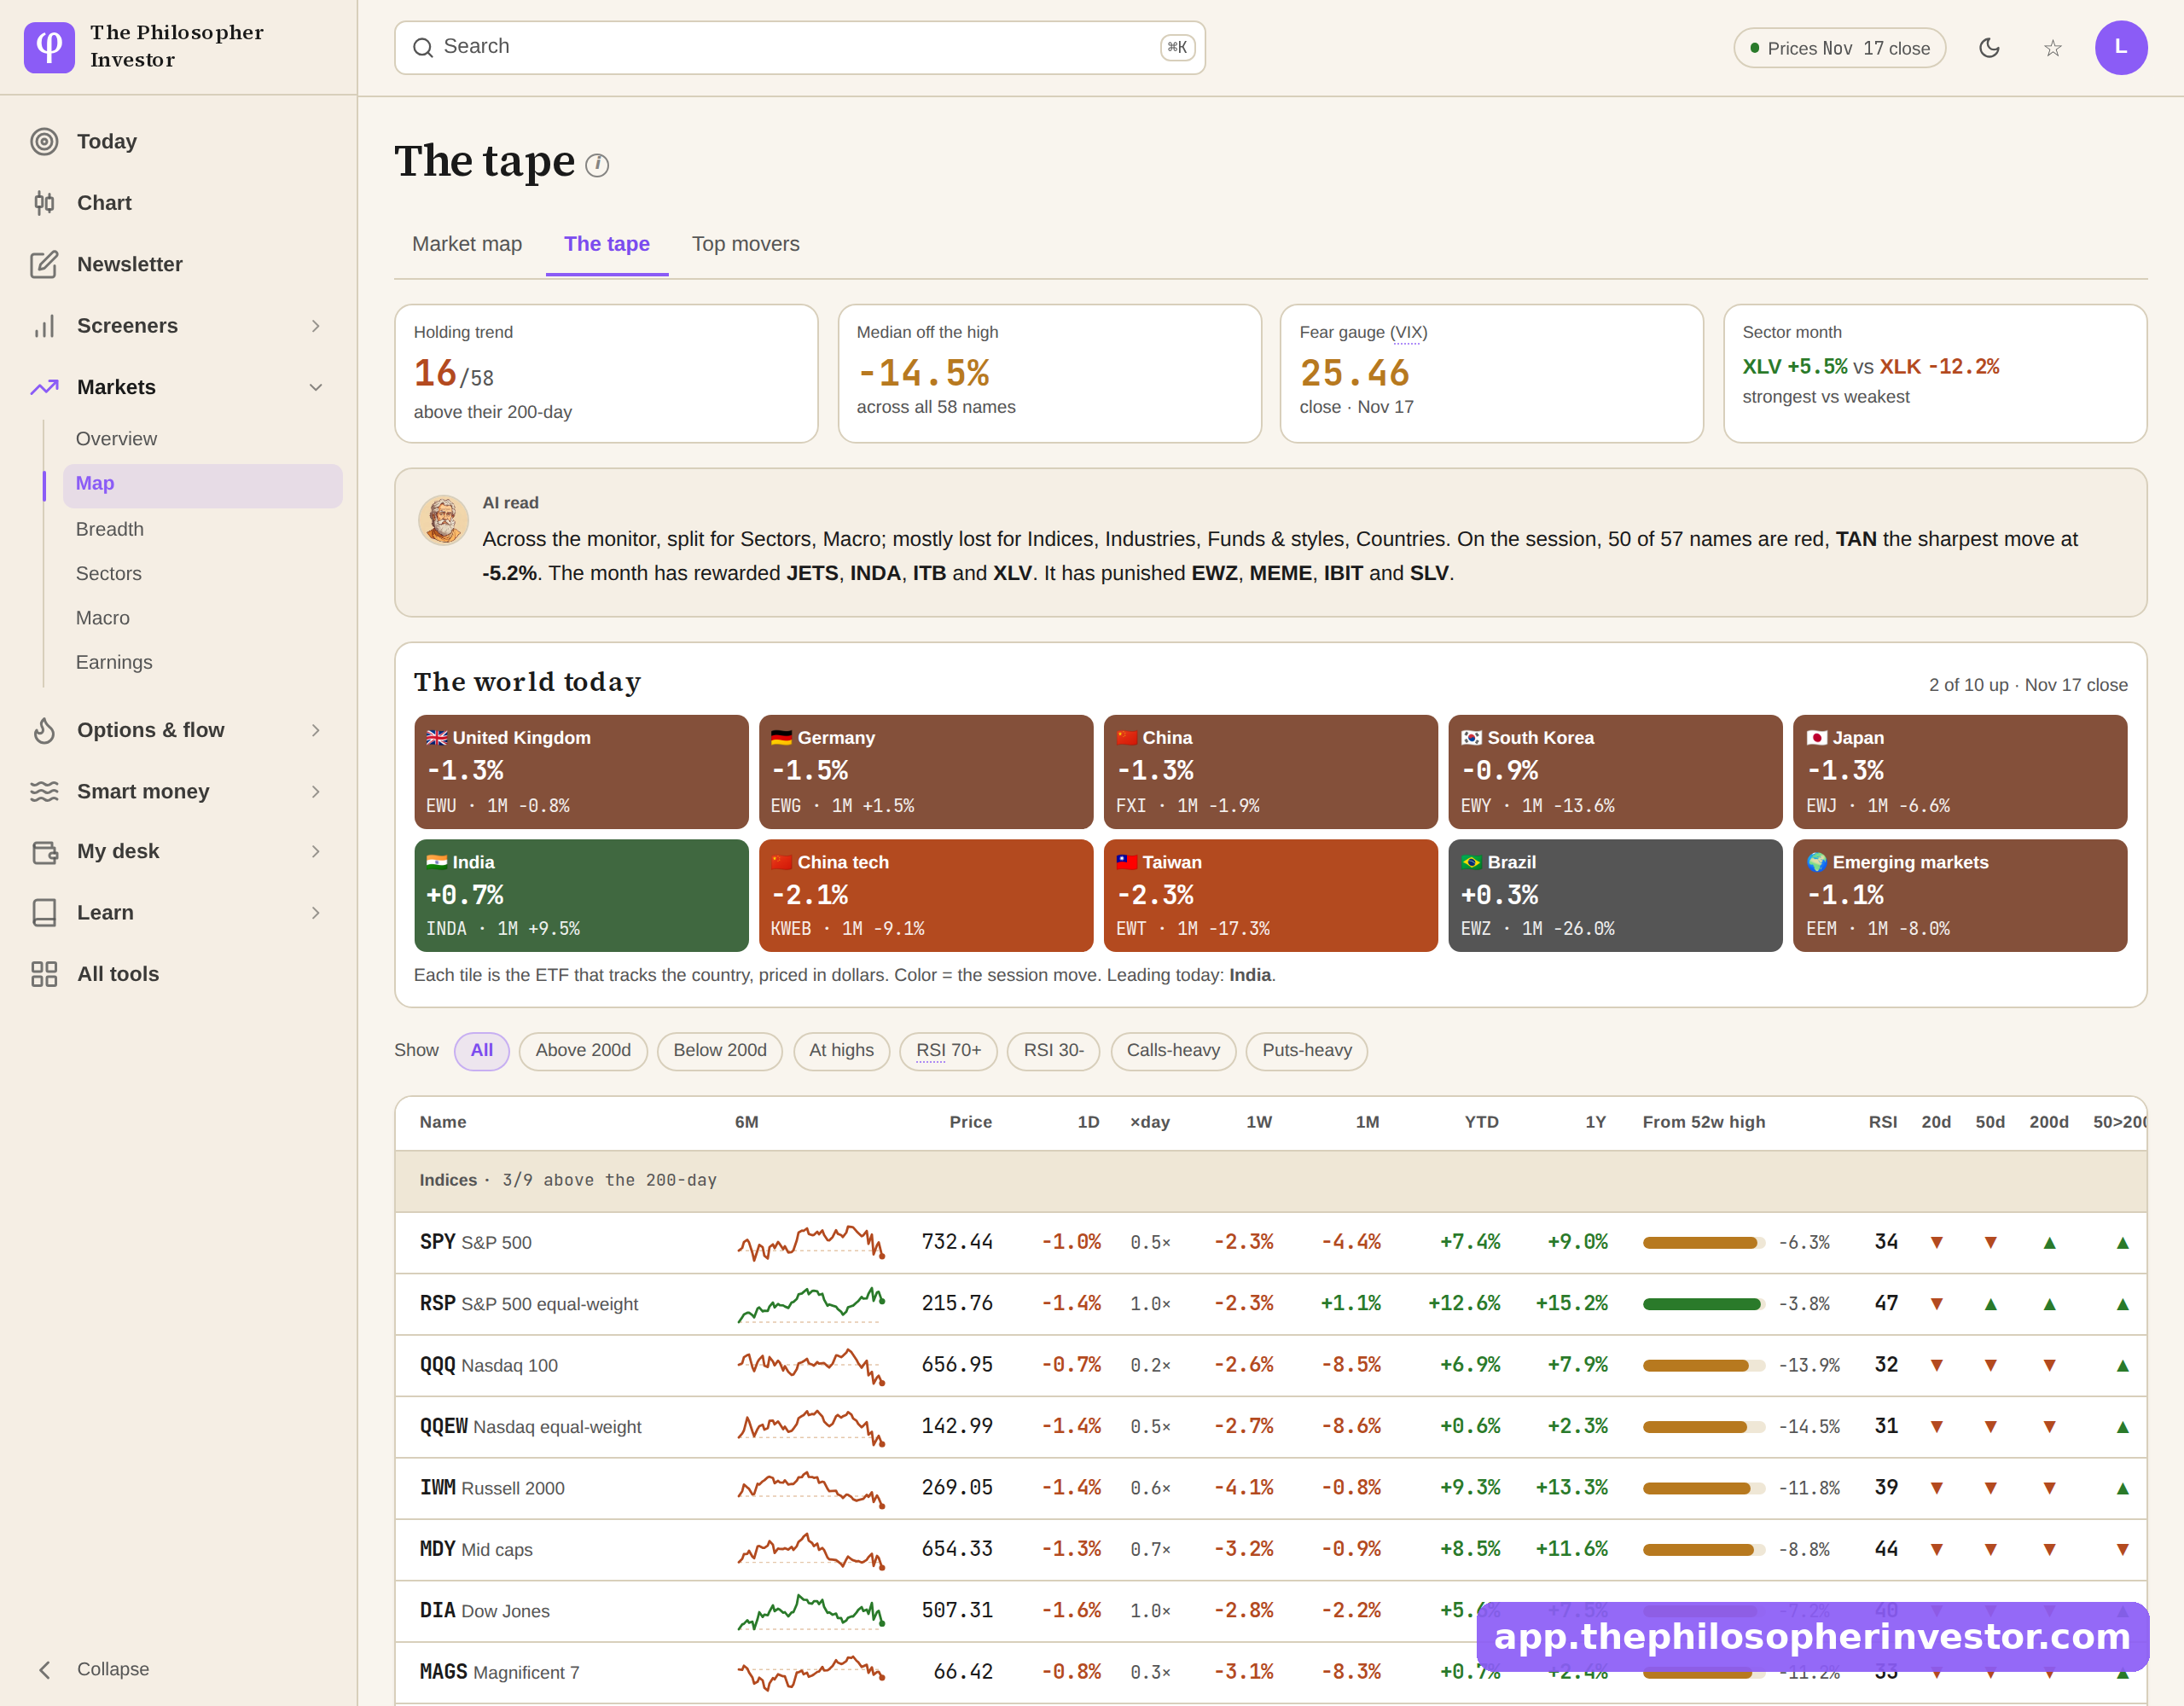 The Philosopher
Investor
Search
⌘K
Prices Nov 17 close
L
Today
Chart
Newsletter
Screeners
Markets
Overview
Map
Breadth
Sectors
Macro
Earnings
Options & flow
Smart money
My desk
Learn
All tools
Collapse
The tape
Market map The tape Top movers
Holding trend
16/58
above their 200-day
Median off the high
-14.5%
across all 58 names
Fear gauge (VIX)
25.46
close · Nov 17
Sector month
XLV +5.5% vs XLK -12.2%
strongest vs weakest
AI read
Across the monitor, split for Sectors, Macro; mostly lost for Indices, Industries, Funds & styles, Countries. On the session, 50 of 57 names are red, TAN the sharpest move at
-5.2%. The month has rewarded JETS, INDA, ITB and XLV. It has punished EWZ, MEME, IBIT and SLV.
The world today
2 of 10 up · Nov 17 close
United Kingdom
-1.3%
EWU · 1M -0.8%
Germany
-1.5%
EWG · 1M +1.5%
China
-1.3%
FXI · 1M -1.9%
South Korea
-0.9%
EWY · 1M -13.6%
Japan
-1.3%
EWJ · 1M -6.6%
India
+0.7%
INDA · 1M +9.5%
China tech
-2.1%
KWEB · 1M -9.1%
Taiwan
-2.3%
EWT · 1M -17.3%
Brazil
+0.3%
EWZ · 1M -26.0%
Emerging markets
-1.1%
EEM · 1M -8.0%
Each tile is the ETF that tracks the country, priced in dollars. Color = the session move. Leading today: India.
Show All Above 200d Below 200d At highs RSI 70+ RSI 30- Calls-heavy Puts-heavy
Name 6M Price 1D ×day 1W 1M YTD 1Y From 52w high RSI 20d 50d 200d 50>200
Indices · 3/9 above the 200-day
SPY S&P 500 732.44 -1.0% 0.5× -2.3% -4.4% +7.4% +9.0% -6.3% 34 ▼ ▼ ▲ ▲
RSP S&P 500 equal-weight 215.76 -1.4% 1.0× -2.3% +1.1% +12.6% +15.2% -3.8% 47 ▼ ▲ ▲ ▲
QQQ Nasdaq 100 656.95 -0.7% 0.2× -2.6% -8.5% +6.9% +7.9% -13.9% 32 ▼ ▼ ▼ ▲
QQEW Nasdaq equal-weight 142.99 -1.4% 0.5× -2.7% -8.6% +0.6% +2.3% -14.5% 31 ▼ ▼ ▼ ▲
IWM Russell 2000 269.05 -1.4% 0.6× -4.1% -0.8% +9.3% +13.3% -11.8% 39 ▼ ▼ ▼ ▲
MDY Mid caps 654.33 -1.3% 0.7× -3.2% -0.9% +8.5% +11.6% -8.8% 44 ▼ ▼ ▼ ▼
DIA Dow Jones 507.31 -1.6% 1.0× -2.8% -2.2% +5.6% +7.5% -7.2% 40 ▼ ▼ ▼ ▲
MAGS Magnificent 7 66.42 -0.8% 0.3× -3.1% -8.3% +0.7% +2.4% -11.2% 33 ▼ ▼ ▼ ▲
app.thephilosopherinvestor.com